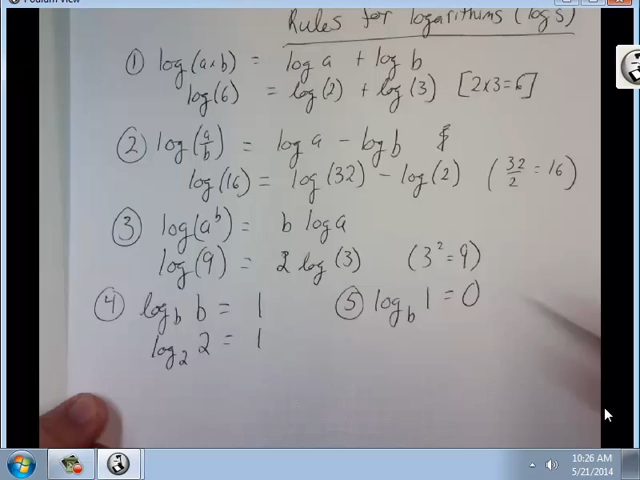 Podium View
Rules for logarithms (logs)
① log(a×b) = log a + log b
log(6) = log(2) + log(3) [2×3=6]
② log(a/b) = log a - log b
log(16) = log(32) - log(2) (32/2 = 16)
③ log(a^b) = b log a
log(9) = 2 log(3) (3² = 9)
④ log_b b = 1 ⑤ log_b 1 = 0
log_2 2 = 1
10:26 AM
5/21/2014